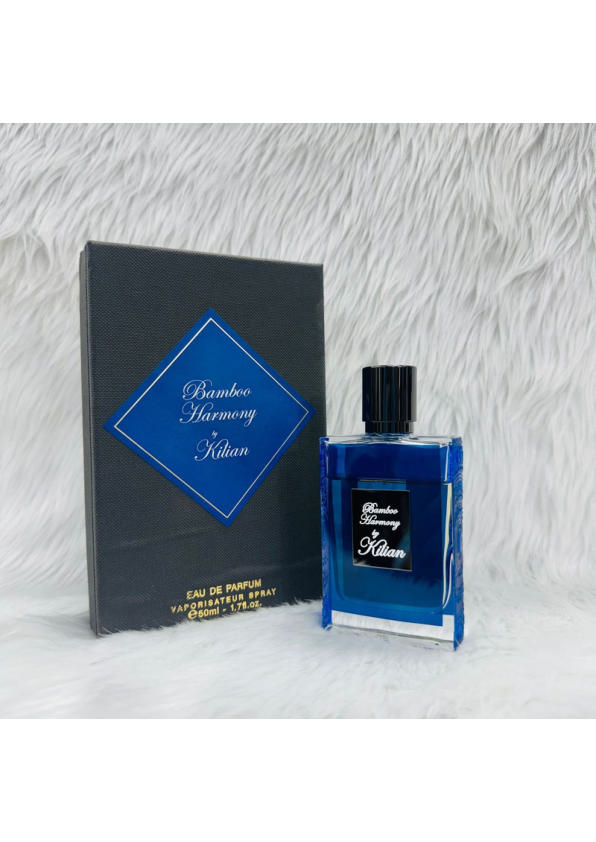 Bamboo
Harmony
by
Kilian
EAU DE PARFUM
VAPORISATEUR SPRAY
℮50ml - 1.7fl.oz.
Bamboo
Harmony
by
Kilian